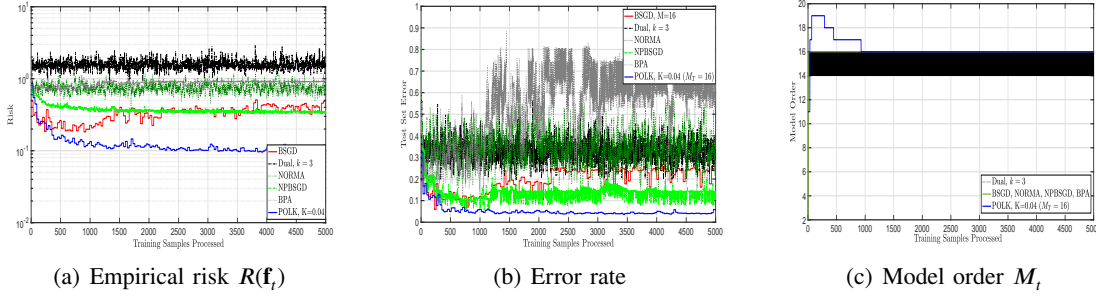 10^1
10^0
10^-1
10^-2
Risk
0 500 1000 1500 2000 2500 3000 3500 4000 4500 5000
Training Samples Processed
BSGD
Dual, k = 3
NORMA
NPBSGD
BPA
POLK, K=0.04
(a) Empirical risk R(f_t)
1
0.9
0.8
0.7
0.6
0.5
0.4
0.3
0.2
0.1
0
Test Set Error
0 500 1000 1500 2000 2500 3000 3500 4000 4500 5000
Training Samples Processed
BSGD, M=16
Dual, k = 3
NORMA
NPBSGD
BPA
POLK, K=0.04 (M_T = 16)
(b) Error rate
20
18
16
14
12
10
8
6
4
2
Model Order
0 500 1000 1500 2000 2500 3000 3500 4000 4500 5000
Training Samples Processed
Dual, k = 3
BSGD, NORMA, NPBSGD, BPA
POLK, K=0.04 (M_T = 16)
(c) Model order M_t